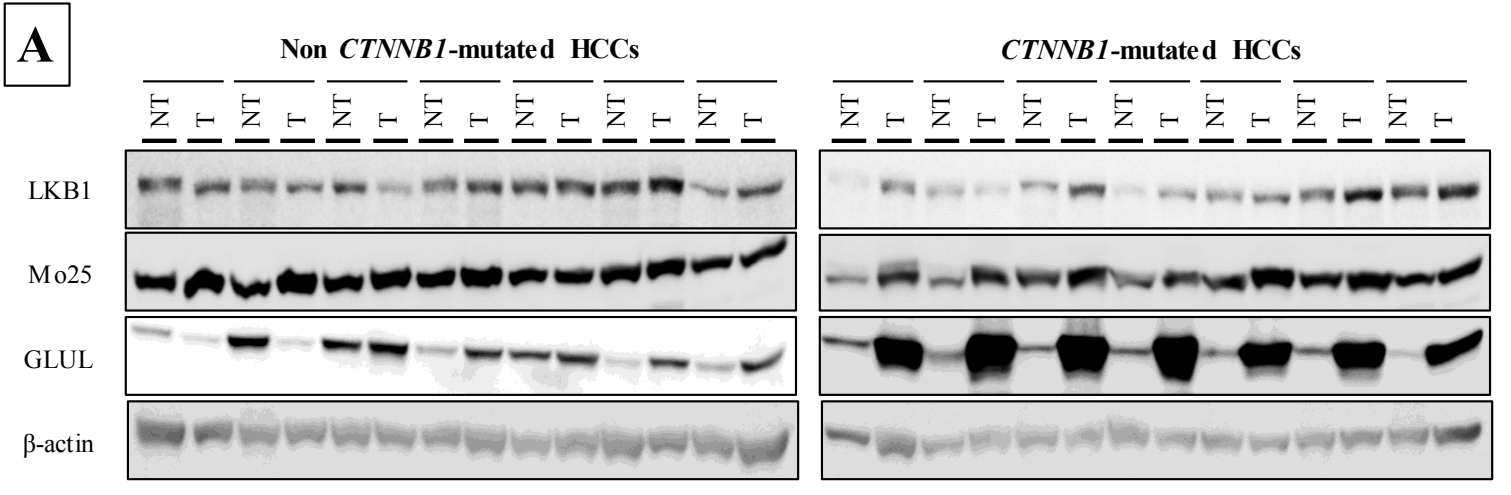 A
Non CTNNB1-mutated HCCs
CTNNB1-mutated HCCs
NT T NT T NT T NT T NT T NT T NT T
NT T NT T NT T NT T NT T NT T NT T
LKB1
Mo25
GLUL
β-actin